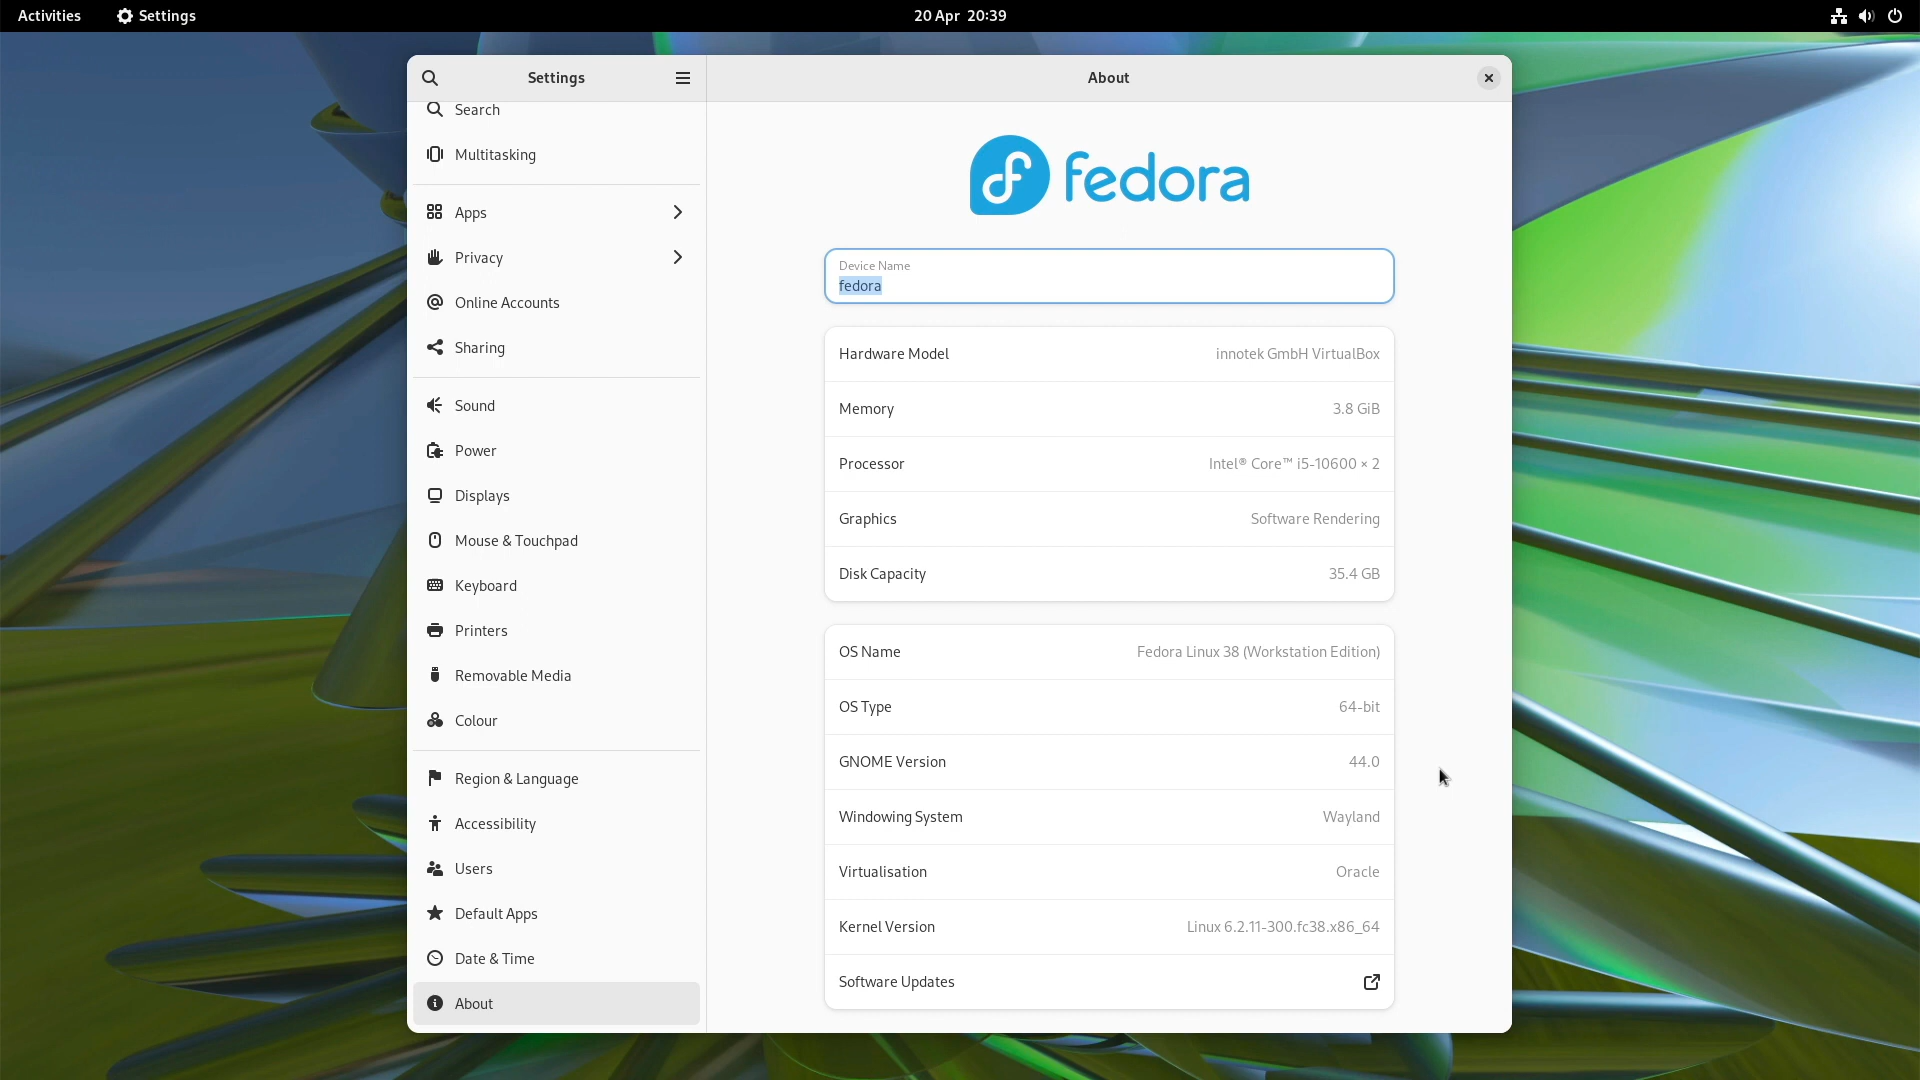 Activities
Settings
20 Apr 20:39
Settings
About
Search
Multitasking
Apps
Privacy
Online Accounts
Sharing
Sound
Power
Displays
Mouse & Touchpad
Keyboard
Printers
Removable Media
Colour
Region & Language
Accessibility
Users
Default Apps
Date & Time
About
fedora
Device Name
fedora
Hardware Model innotek GmbH VirtualBox
Memory 3.8 GiB
Processor Intel® Core™ i5-10600 × 2
Graphics Software Rendering
Disk Capacity 35.4 GB
OS Name Fedora Linux 38 (Workstation Edition)
OS Type 64-bit
GNOME Version 44.0
Windowing System Wayland
Virtualisation Oracle
Kernel Version Linux 6.2.11-300.fc38.x86_64
Software Updates